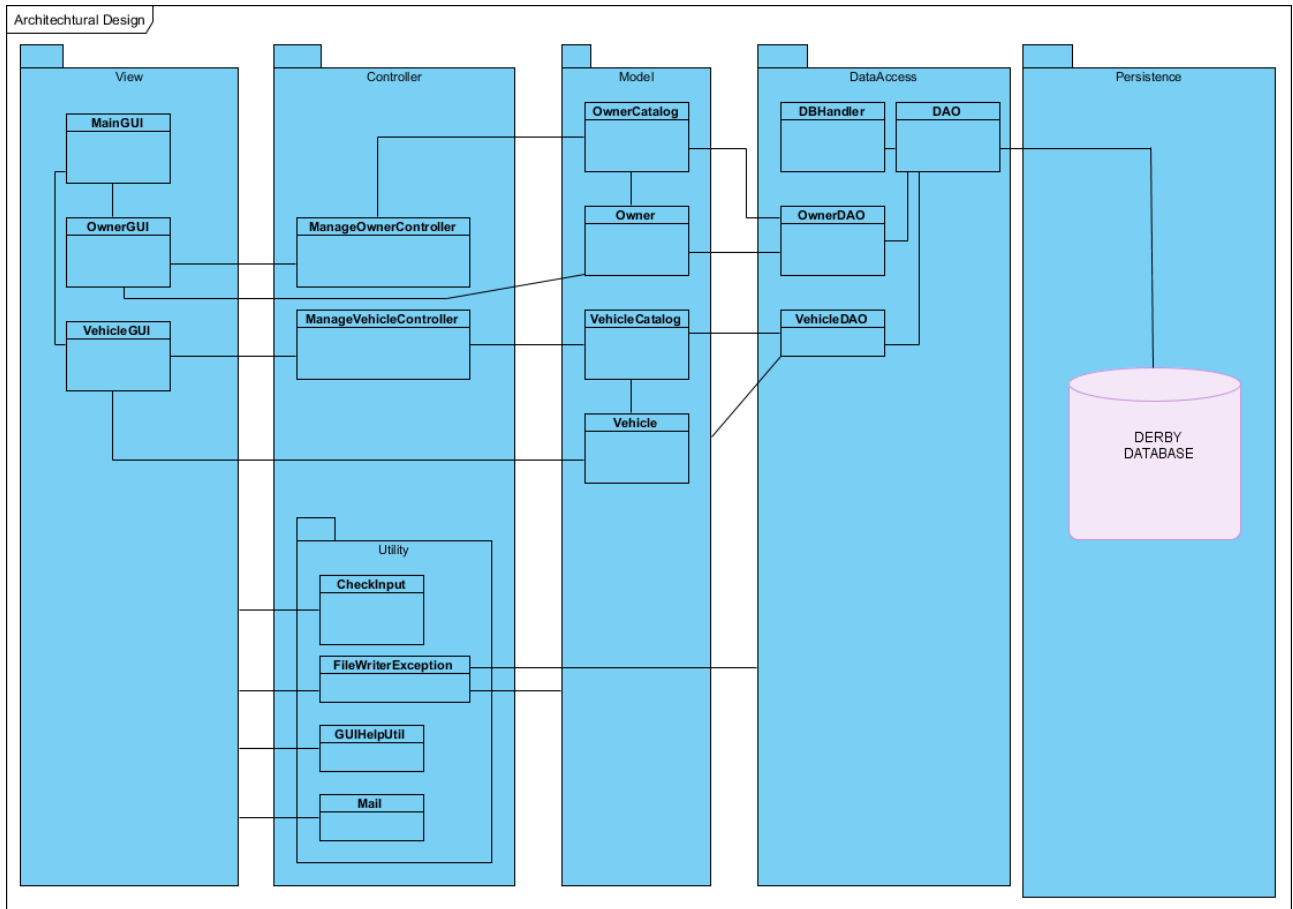 Architechtural Design
View
MainGUI
OwnerGUI
VehicleGUI
Controller
ManageOwnerController
ManageVehicleController
Utility
CheckInput
FileWriterException
GUIHelpUtil
Mail
Model
OwnerCatalog
Owner
VehicleCatalog
Vehicle
DataAccess
DBHandler
DAO
OwnerDAO
VehicleDAO
Persistence
DERBY
DATABASE